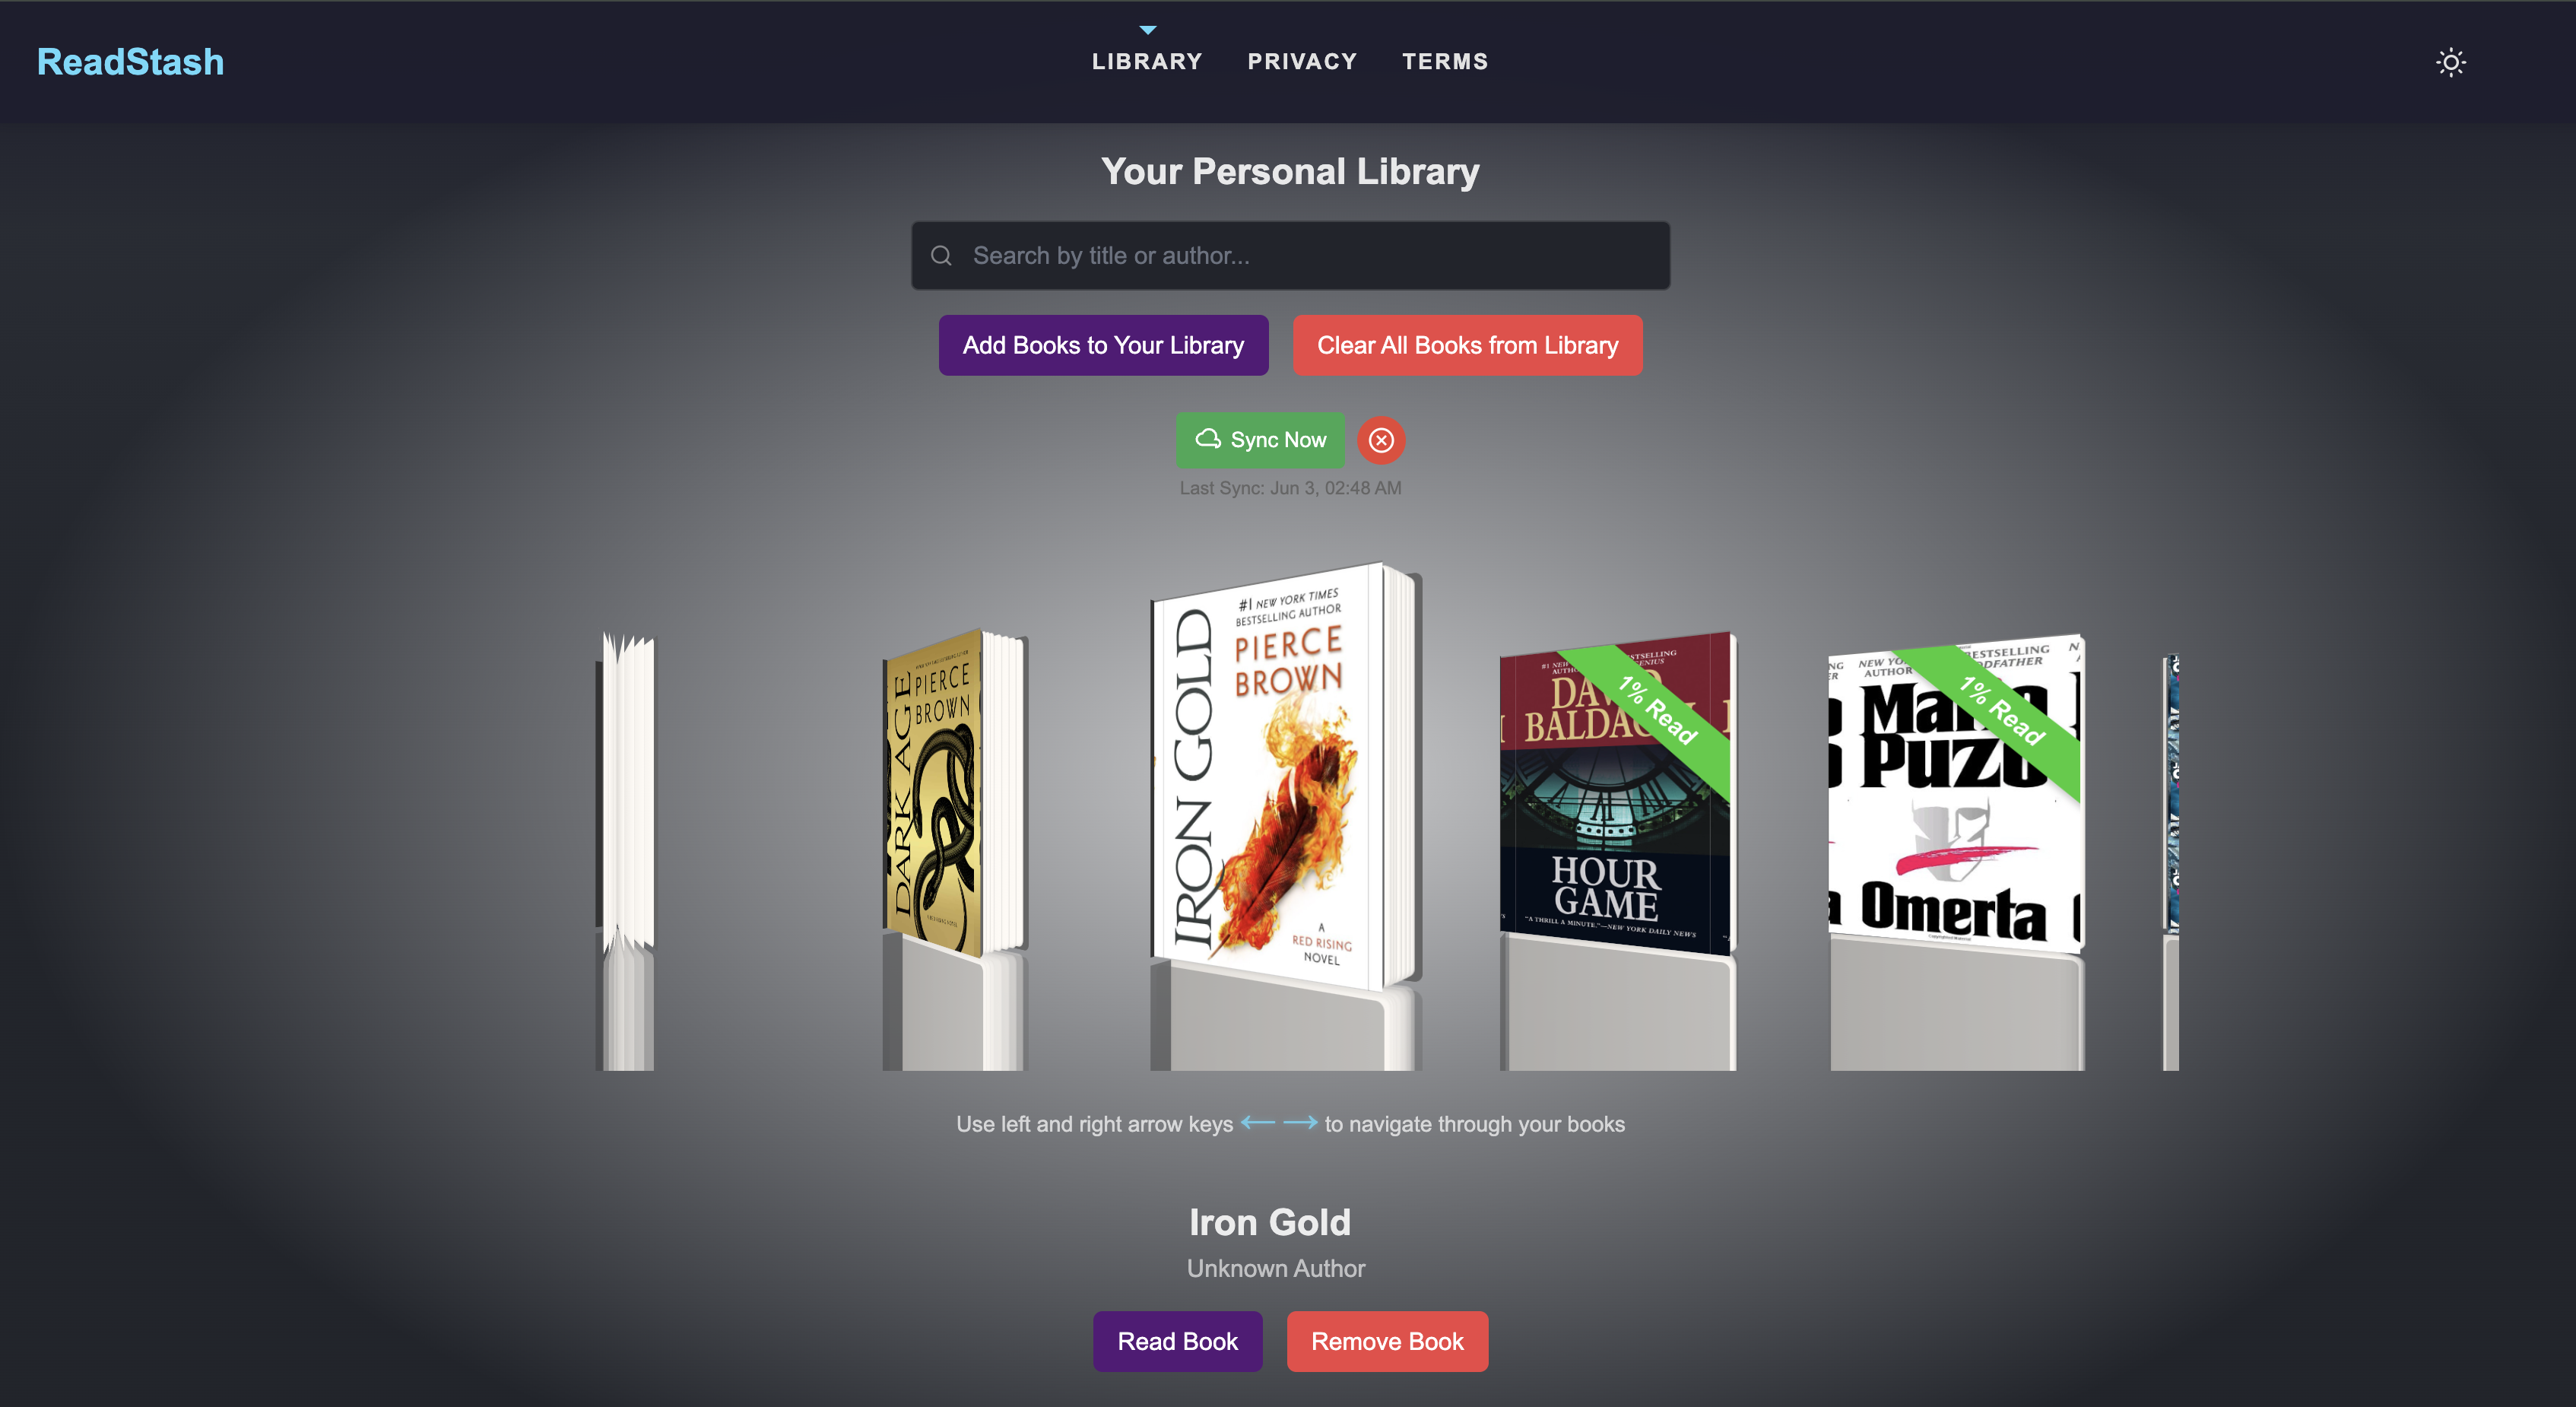 ReadStash
LIBRARY PRIVACY TERMS
Your Personal Library
Search by title or author...
Add Books to Your Library
Clear All Books from Library
Sync Now
Last Sync: Jun 3, 02:48 AM
DARK AGE
PIERCE
BROWN
IRON GOLD
#1 NEW YORK TIMES
BESTSELLING AUTHOR
PIERCE
BROWN
A
RED RISING
NOVEL
1% Read
BALDA
HOUR
GAME
"A THRILL A MINUTE."—NEW YORK DAILY NEWS
1% Read
AUTHOR
Puzo
Omerta
Use left and right arrow keys ← → to navigate through your books
Iron Gold
Unknown Author
Read Book
Remove Book